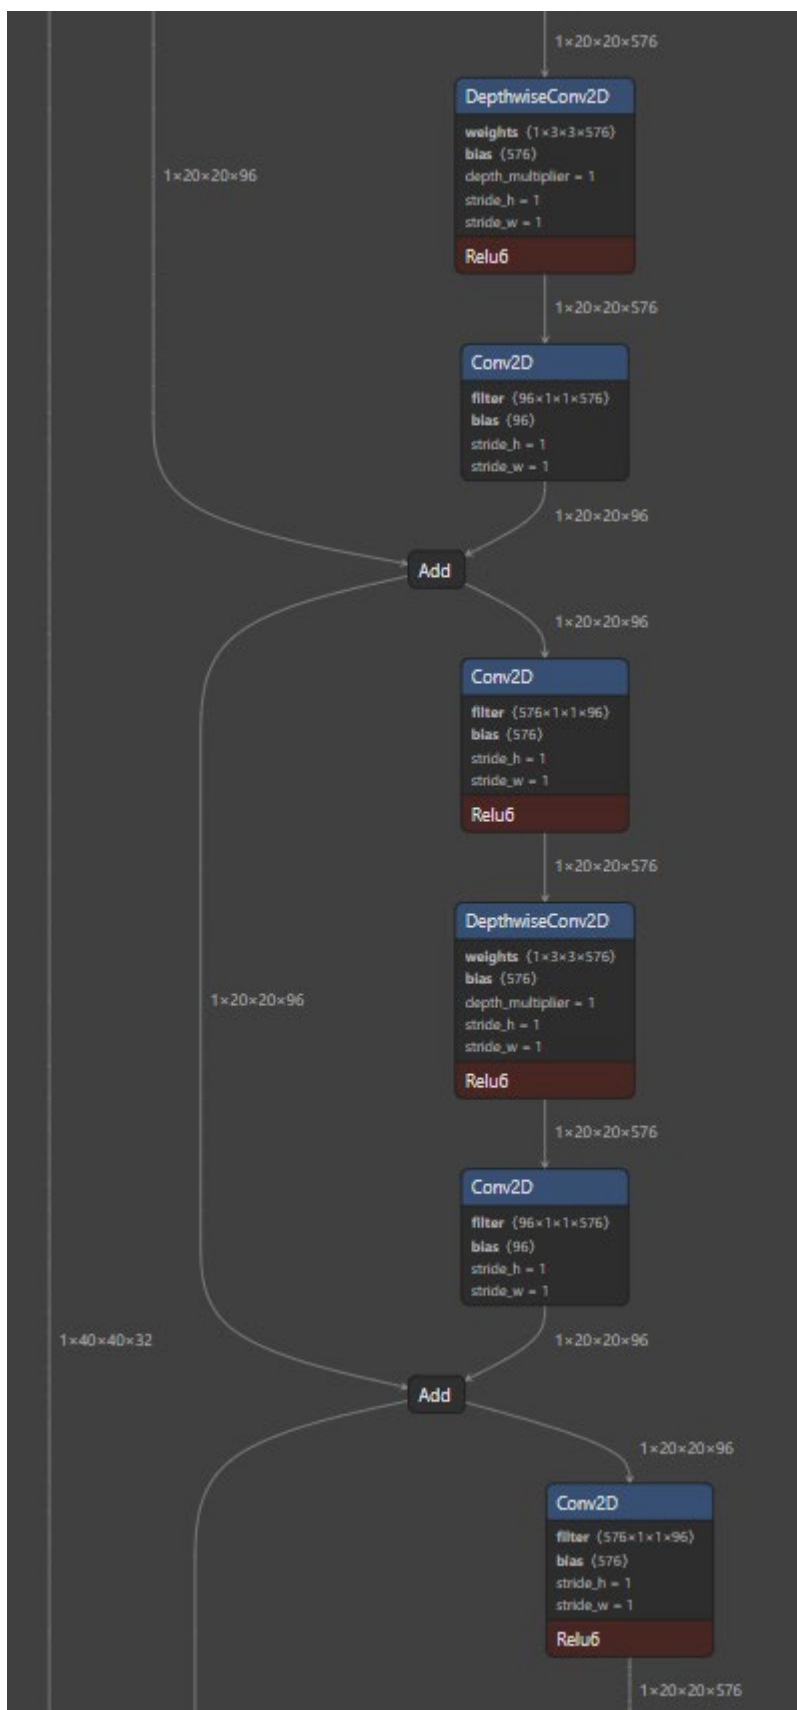 1×20×20×576
DepthwiseConv2D
weights ⟨1×3×3×576⟩
bias ⟨576⟩
depth_multiplier = 1
stride_h = 1
stride_w = 1
Relu6
1×20×20×96
1×20×20×576
Conv2D
filter ⟨96×1×1×576⟩
bias ⟨96⟩
stride_h = 1
stride_w = 1
1×20×20×96
Add
1×20×20×96
Conv2D
filter ⟨576×1×1×96⟩
bias ⟨576⟩
stride_h = 1
stride_w = 1
Relu6
1×20×20×576
DepthwiseConv2D
weights ⟨1×3×3×576⟩
bias ⟨576⟩
depth_multiplier = 1
stride_h = 1
stride_w = 1
Relu6
1×20×20×96
1×20×20×576
Conv2D
filter ⟨96×1×1×576⟩
bias ⟨96⟩
stride_h = 1
stride_w = 1
1×40×40×32
1×20×20×96
Add
1×20×20×96
Conv2D
filter ⟨576×1×1×96⟩
bias ⟨576⟩
stride_h = 1
stride_w = 1
Relu6
1×20×20×576